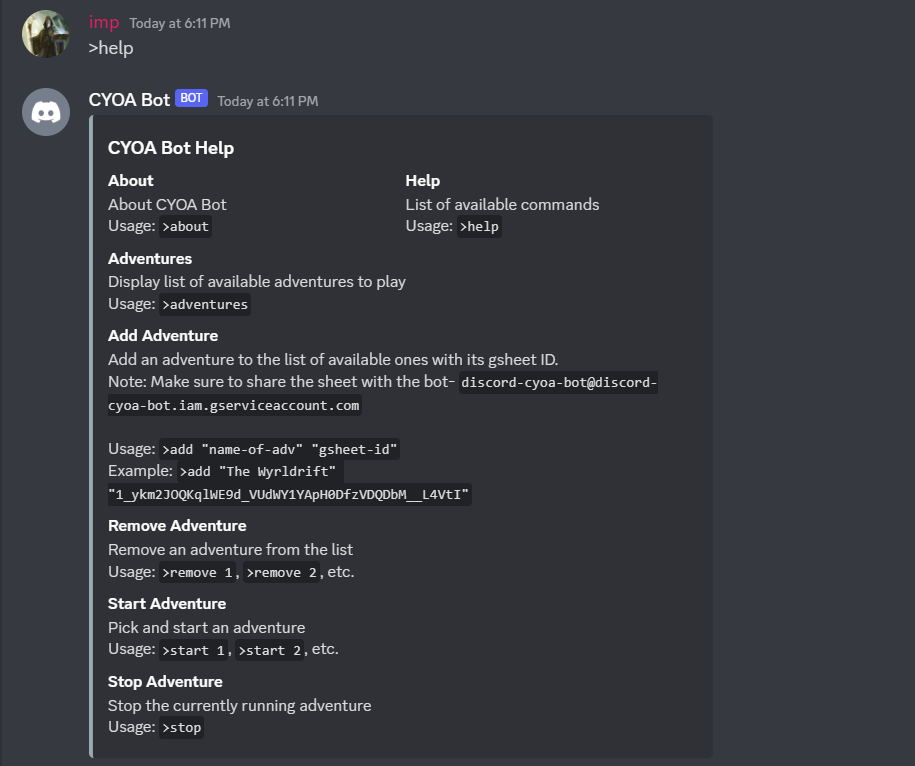 imp Today at 6:11 PM
>help
CYOA Bot BOT Today at 6:11 PM
CYOA Bot Help
About
About CYOA Bot
Usage: >about
Help
List of available commands
Usage: >help
Adventures
Display list of available adventures to play
Usage: >adventures
Add Adventure
Add an adventure to the list of available ones with its gsheet ID.
Note: Make sure to share the sheet with the bot- discord-cyoa-bot@discord-
cyoa-bot.iam.gserviceaccount.com
Usage: >add "name-of-adv" "gsheet-id"
Example: >add "The Wyrldrift"
"1_ykm2JOQKqlWE9d_VUdWY1YApH0DfzVDQDbM__L4VtI"
Remove Adventure
Remove an adventure from the list
Usage: >remove 1, >remove 2, etc.
Start Adventure
Pick and start an adventure
Usage: >start 1, >start 2, etc.
Stop Adventure
Stop the currently running adventure
Usage: >stop